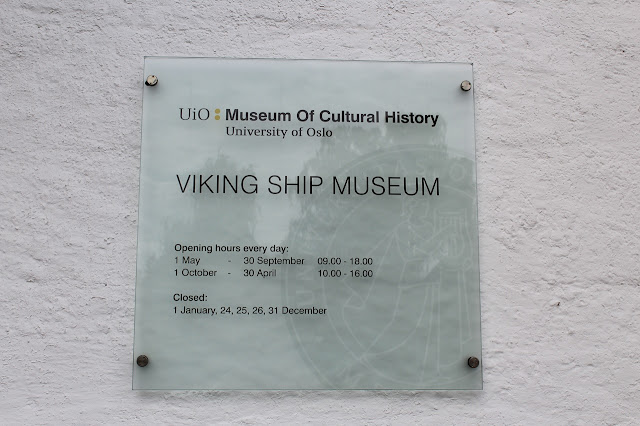 UiO : Museum Of Cultural History
University of Oslo
VIKING SHIP MUSEUM
Opening hours every day:
1 May - 30 September 09.00 - 18.00
1 October - 30 April 10.00 - 16.00
Closed:
1 January, 24, 25, 26, 31 December